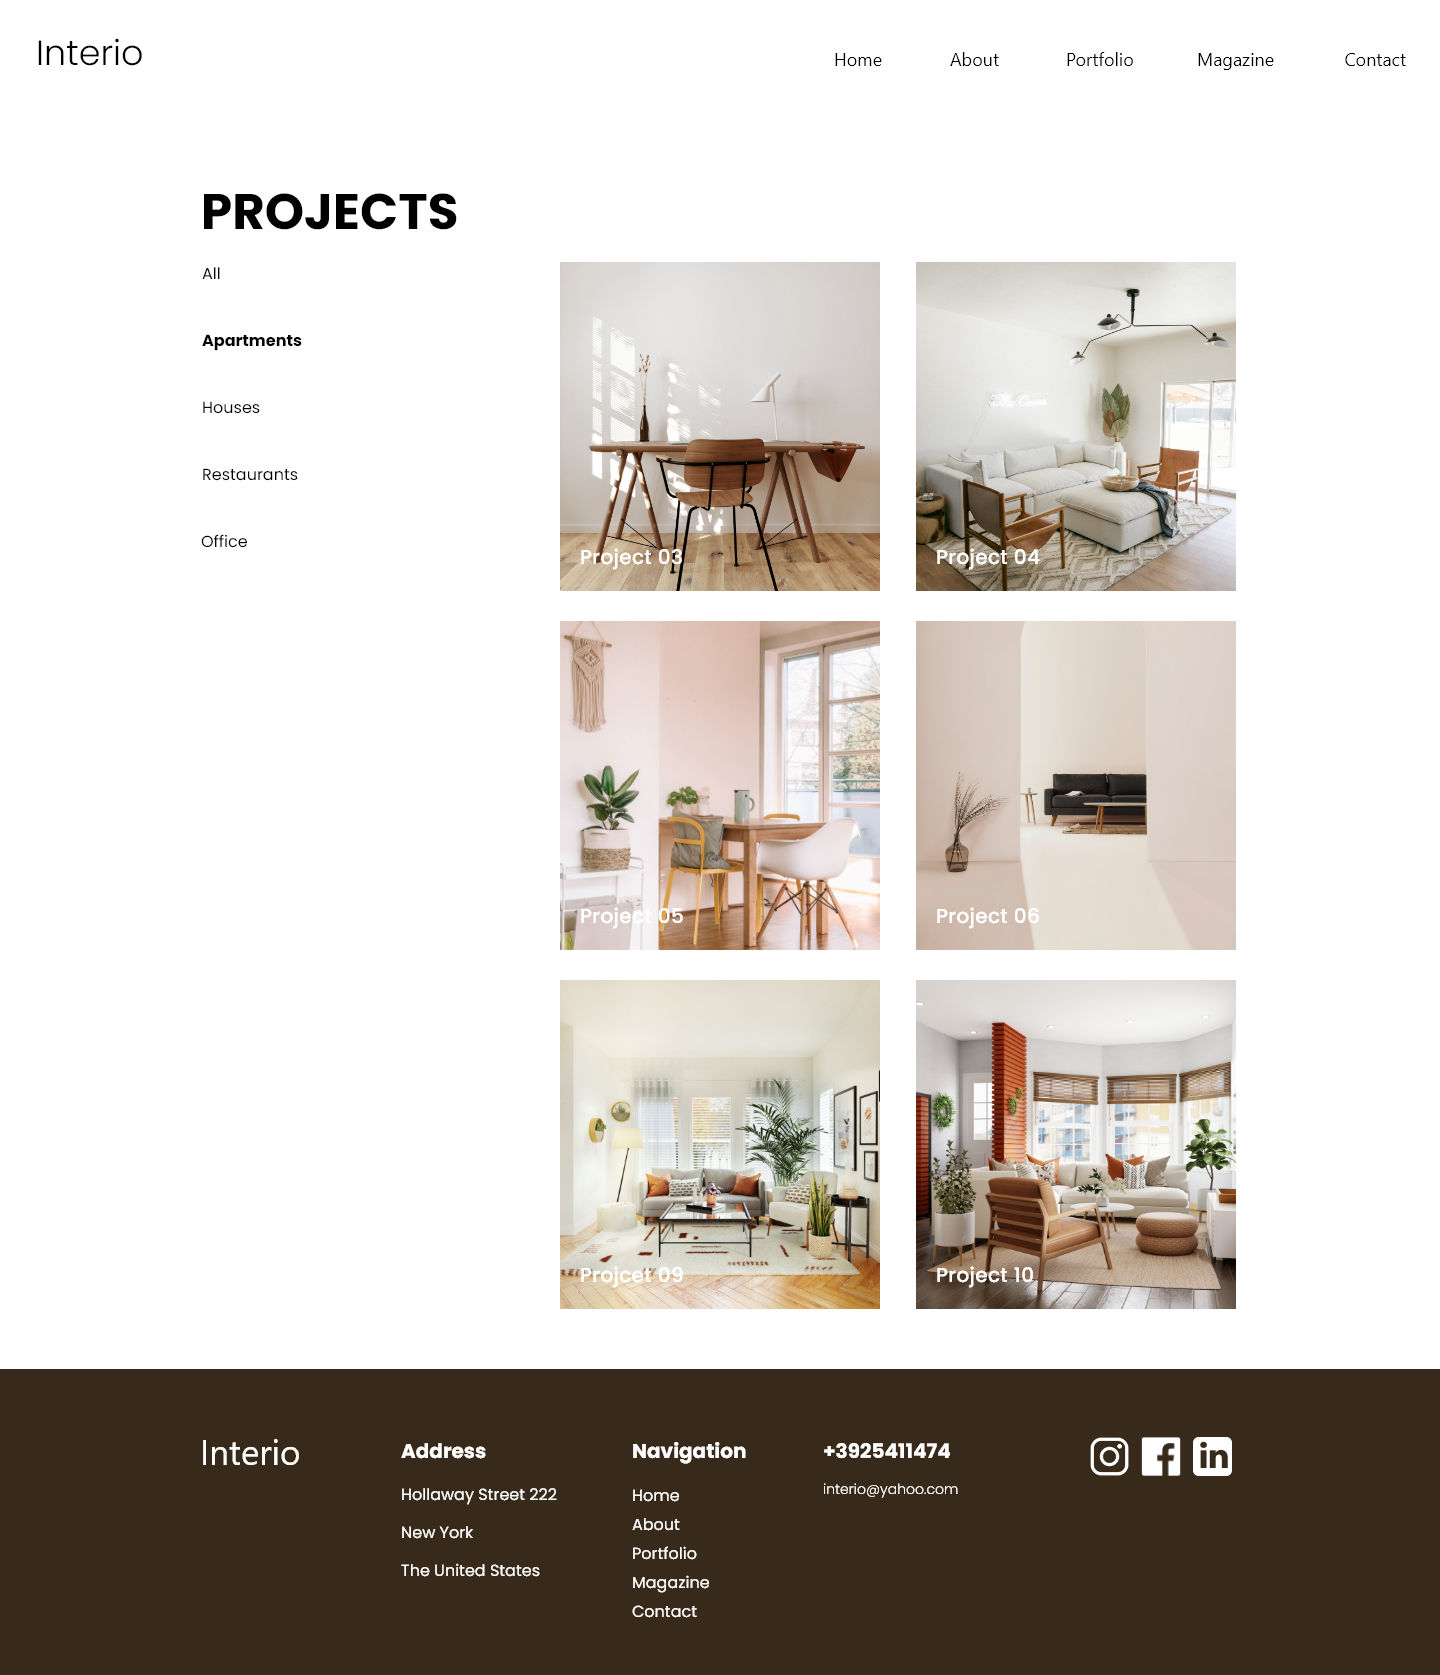 Interio
Home About Portfolio Magazine Contact
PROJECTS
All
Apartments
Houses
Restaurants
Office
Project 03
Project 04
Project 05
Project 06
Projcet 09
Project 10
Interio
Address
Hollaway Street 222
New York
The United States
Navigation
Home
About
Portfolio
Magazine
Contact
+3925411474
interio@yahoo.com
in